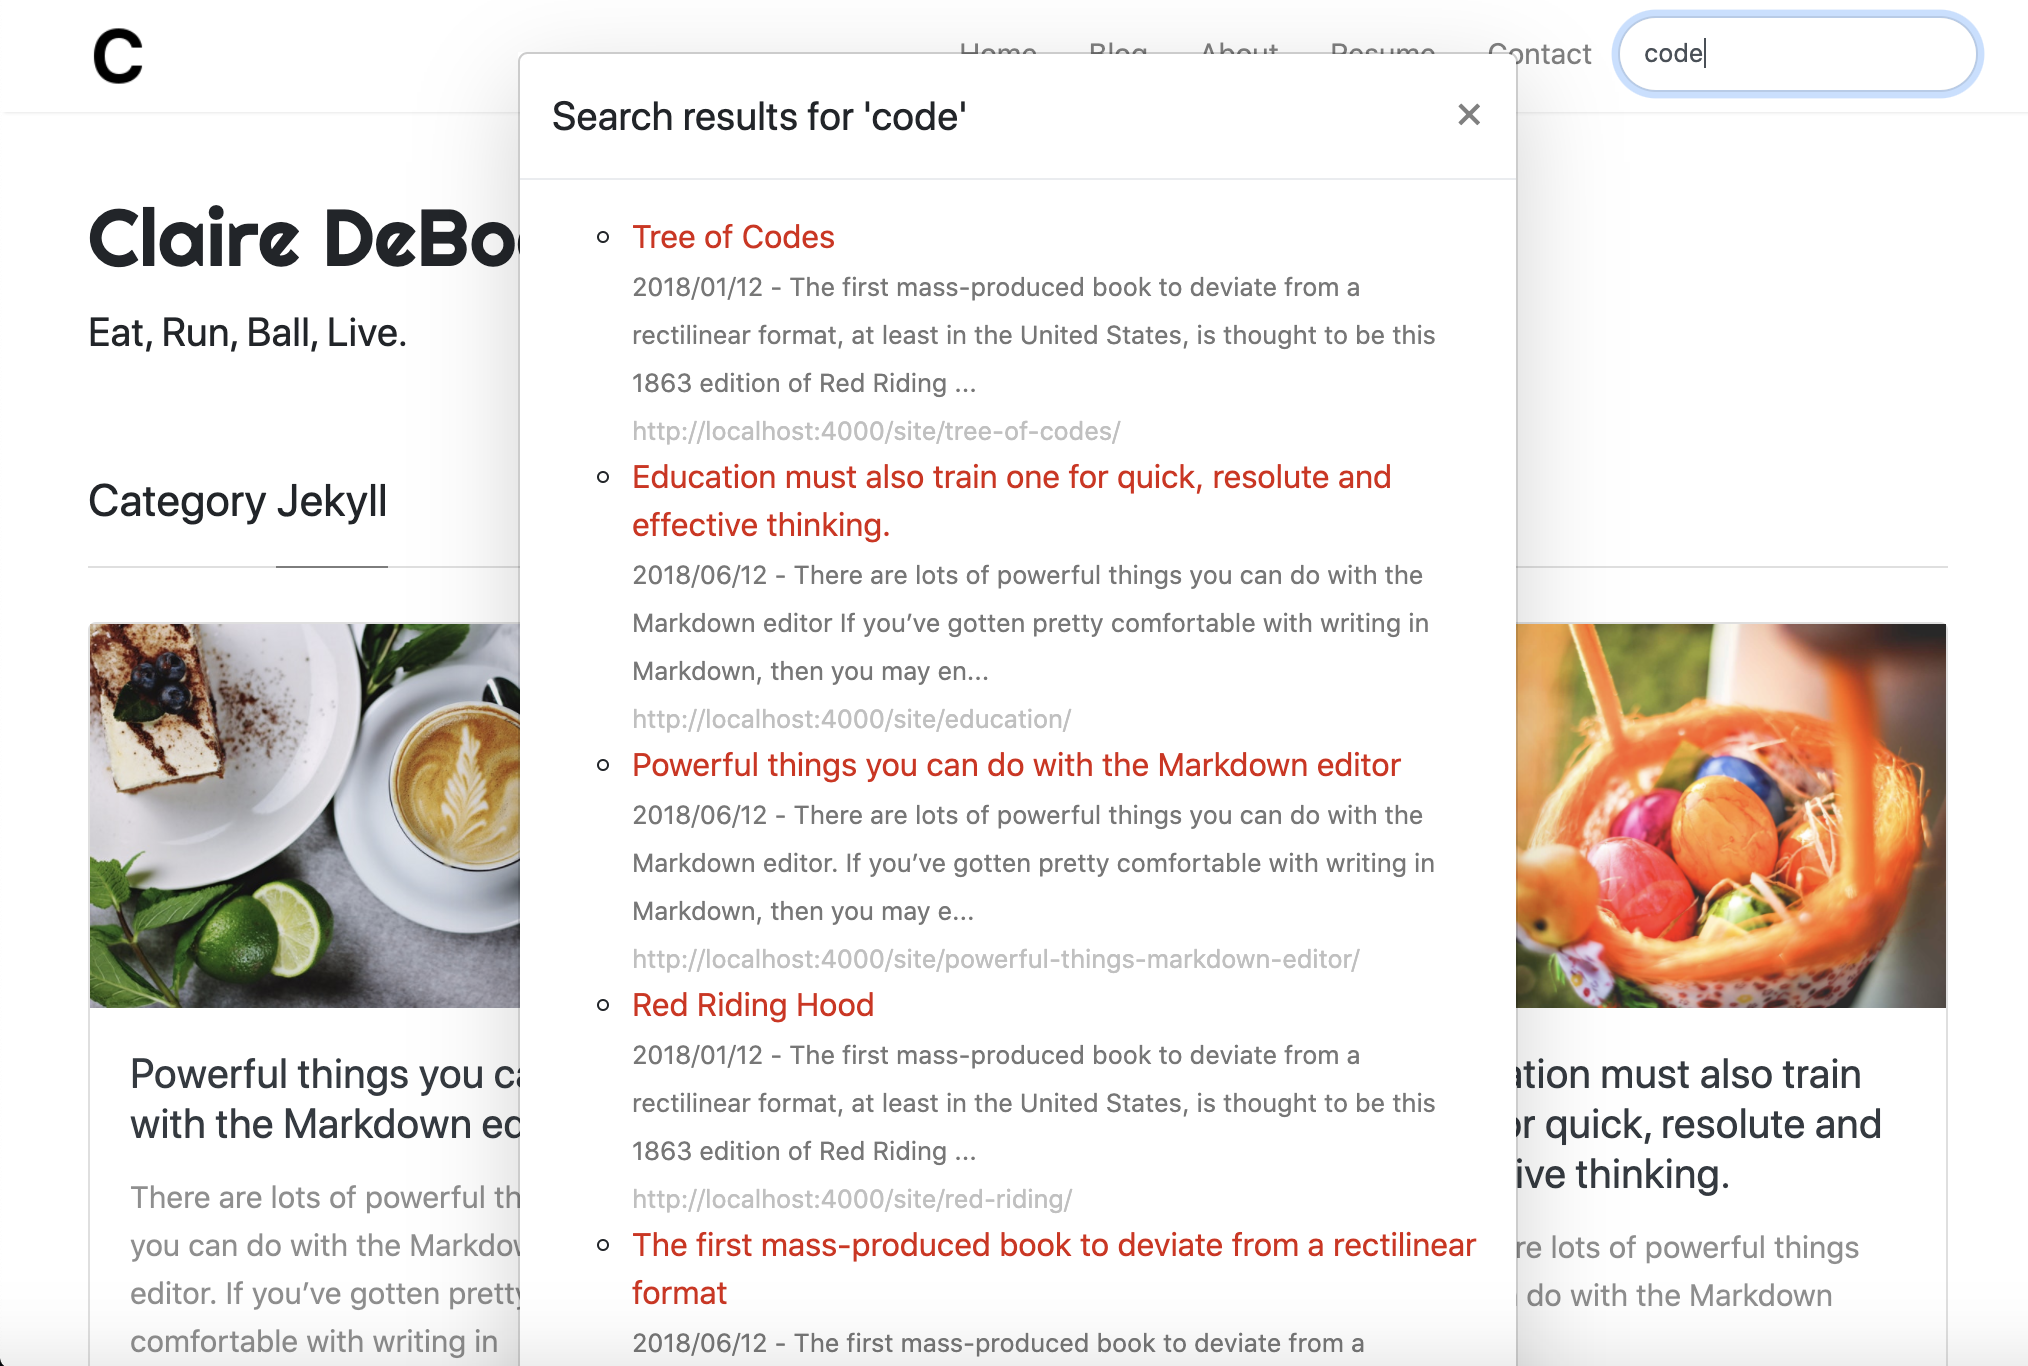 C
Home Blog About Resume Contact
code
Search results for 'code'
×
Claire
Eat, Run, Ball, Live.
Category Jekyll
Tree of Codes
2018/01/12 - The first mass-produced book to deviate from a
rectilinear format, at least in the United States, is thought to be this
1863 edition of Red Riding ...
http://localhost:4000/site/tree-of-codes/
Education must also train one for quick, resolute and
effective thinking.
2018/06/12 - There are lots of powerful things you can do with the
Markdown editor If you’ve gotten pretty comfortable with writing in
Markdown, then you may en...
http://localhost:4000/site/education/
Powerful things you can do with the Markdown editor
2018/06/12 - There are lots of powerful things you can do with the
Markdown editor. If you’ve gotten pretty comfortable with writing in
Markdown, then you may e...
http://localhost:4000/site/powerful-things-markdown-editor/
Red Riding Hood
2018/01/12 - The first mass-produced book to deviate from a
rectilinear format, at least in the United States, is thought to be this
1863 edition of Red Riding ...
http://localhost:4000/site/red-riding/
The first mass-produced book to deviate from a rectilinear
format
2018/06/12 - The first mass-produced book to deviate from a
Powerful things you
with the Markdown
There are lots of powerful
you can do with the
editor. If you’ve gotten pretty
comfortable with writing in
must also train
quick, resolute and
thinking.
lots of powerful things
do with the Markdown